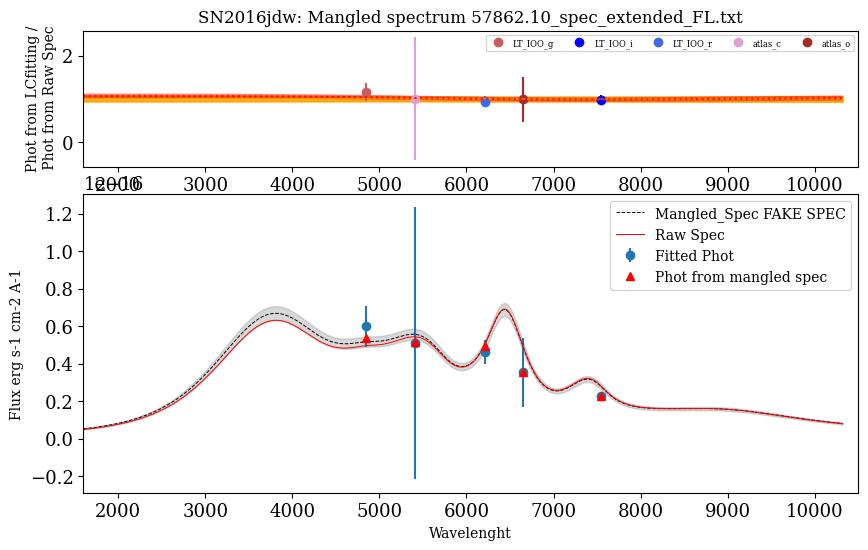 SN2016jdw: Mangled spectrum 57862.10_spec_extended_FL.txt
Phot from LCfitting /
Phot from Raw Spec
2
0
LT_IOO_g
LT_IOO_i
LT_IOO_r
atlas_c
atlas_o
2000 3000 4000 5000 6000 7000 8000 9000 10000
1e−16
Flux erg s-1 cm-2 A-1
1.2
1.0
0.8
0.6
0.4
0.2
0.0
−0.2
Mangled_Spec FAKE SPEC
Raw Spec
Fitted Phot
Phot from mangled spec
2000 3000 4000 5000 6000 7000 8000 9000 10000
Wavelenght